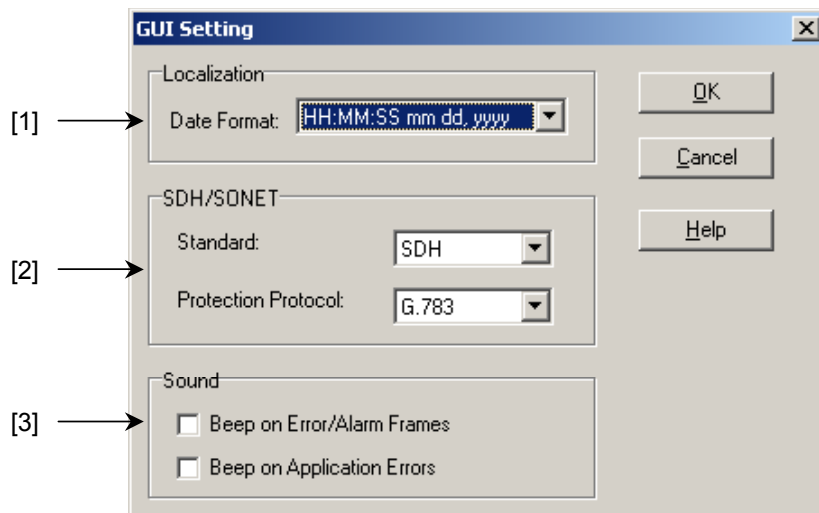 GUI Setting
Localization
[1]
Date Format: HH:MM:SS mm dd, yyyy
OK
Cancel
Help
SDH/SONET
Standard: SDH
[2]
Protection Protocol: G.783
Sound
[3]
Beep on Error/Alarm Frames
Beep on Application Errors